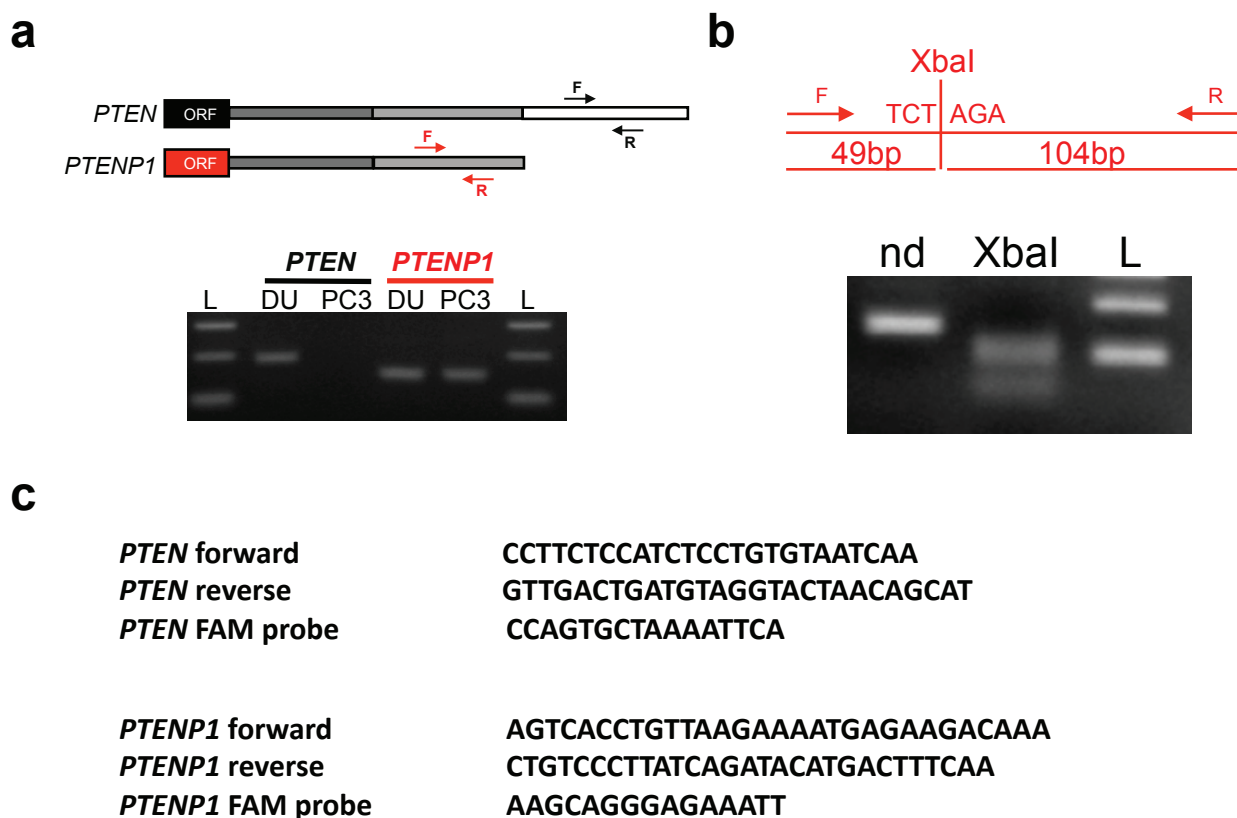 a
PTEN ORF F
R
PTENP1 ORF F
R
PTEN PTENP1
L DU PC3 DU PC3 L
b
XbaI
F TCT AGA R
49bp 104bp
nd XbaI L
c
PTEN forward CCTTCTCCATCTCCTGTGTAATCAA
PTEN reverse GTTGACTGATGTAGGTACTAACAGCAT
PTEN FAM probe CCAGTGCTAAAATTCA
PTENP1 forward AGTCACCTGTTAAGAAAATGAGAAGACAAA
PTENP1 reverse CTGTCCCTTATCAGATACATGACTTTCAA
PTENP1 FAM probe AAGCAGGGAGAAATT